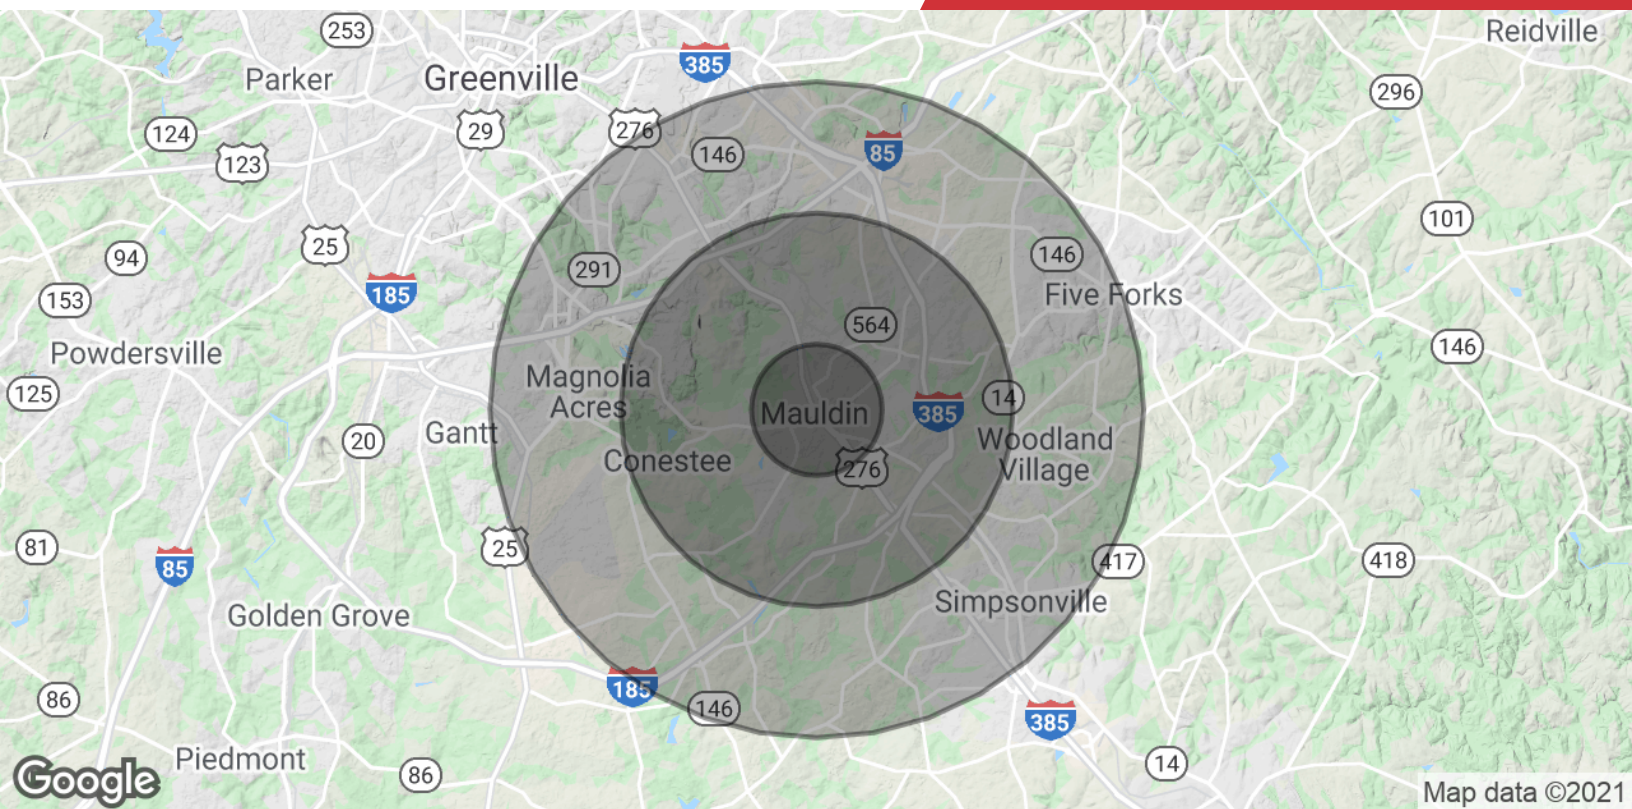 253
Reidville
385
Parker
Greenville
296
124
29
276
146
85
123
101
25
94
291
146
185
Five Forks
153
564
Powdersville
146
Magnolia
Acres
125
14
Mauldin
385
20
Gantt
Woodland
Village
Conestee
276
25
81
85
417
418
Simpsonville
Golden Grove
185
86
146
385
Piedmont
86
14
Google
Map data ©2021